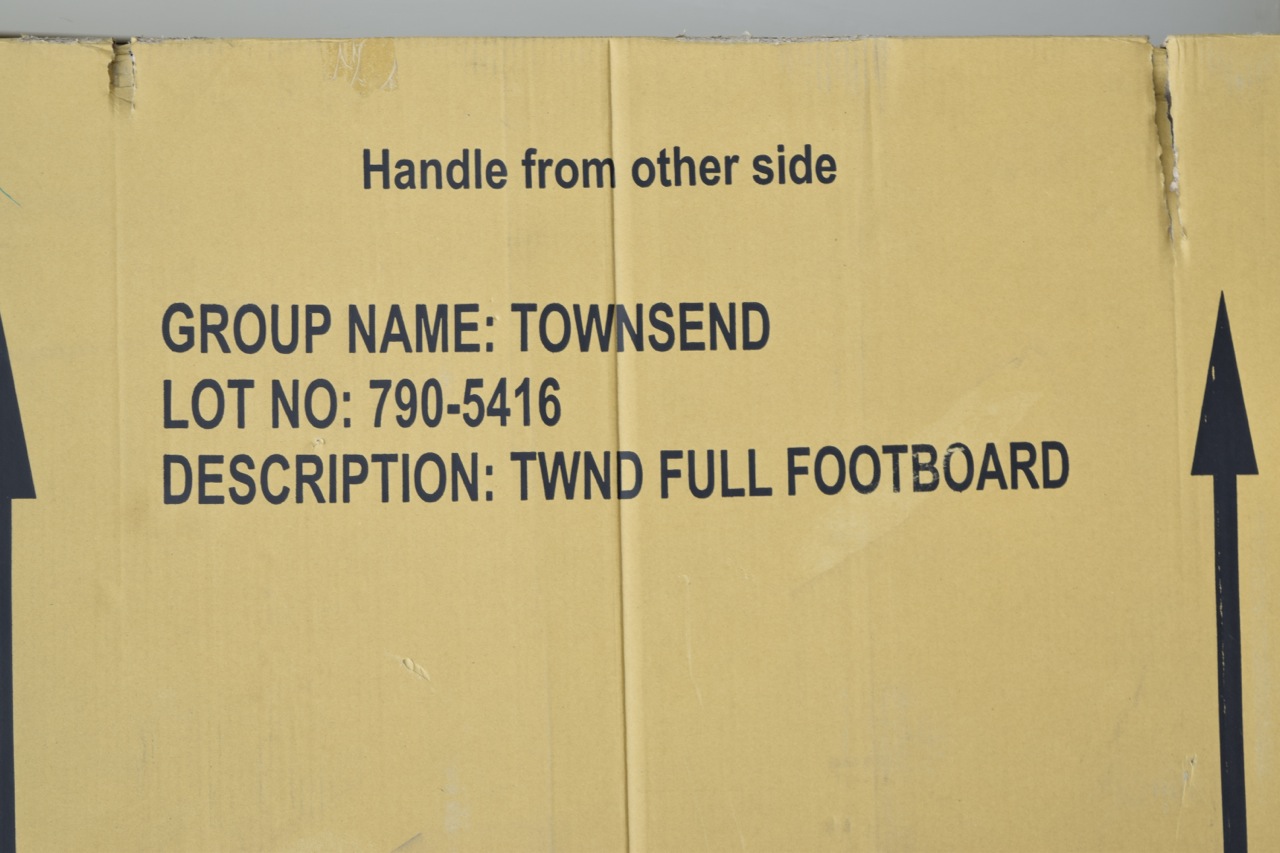 Handle from other side
GROUP NAME: TOWNSEND
LOT NO: 790-5416
DESCRIPTION: TWND FULL FOOTBOARD